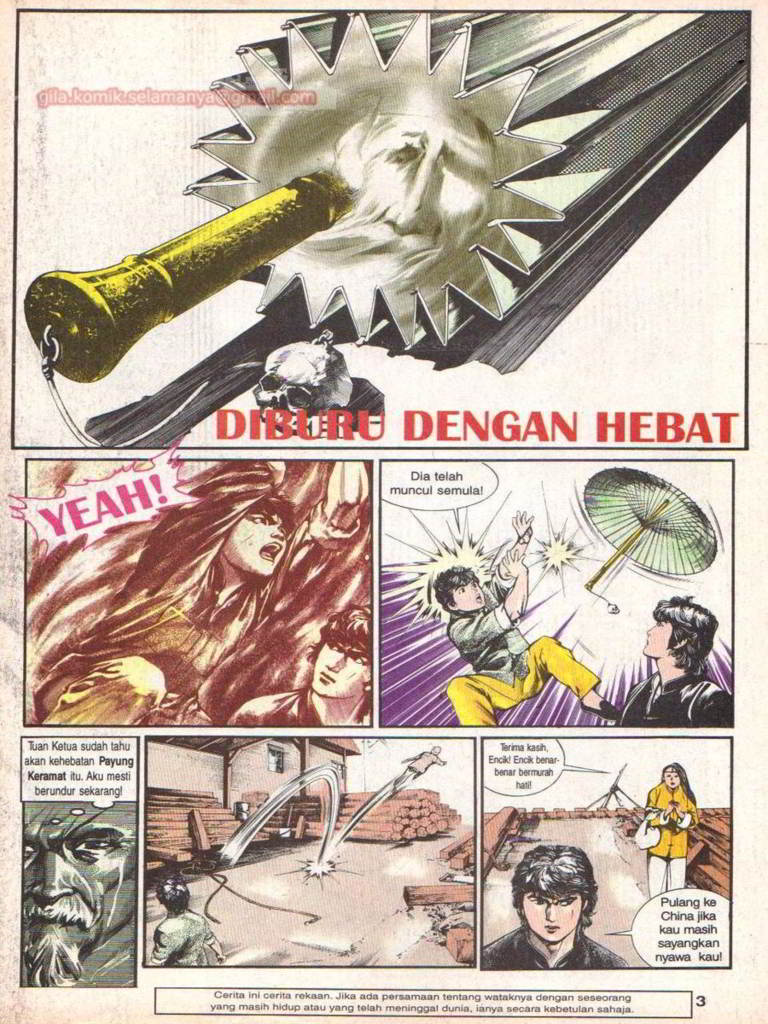 gila.komik.selamanya@gmail.com
DIBURU DENGAN HEBAT
YEAH!
Dia telah
muncul semula!
Tuan Ketua sudah tahu
akan kehebatan Payung
Keramat itu. Aku mesti
berundur sekarang!
Terima kasih,
Encik! Encik benar-
benar bermurah
hati!
Pulang ke
China jika
kau masih
sayangkan
nyawa kau!
Cerita ini cerita rekaan. Jika ada persamaan tentang wataknya dengan seseorang
yang masih hidup atau yang telah meninggal dunia, ianya secara kebetulan sahaja.
3